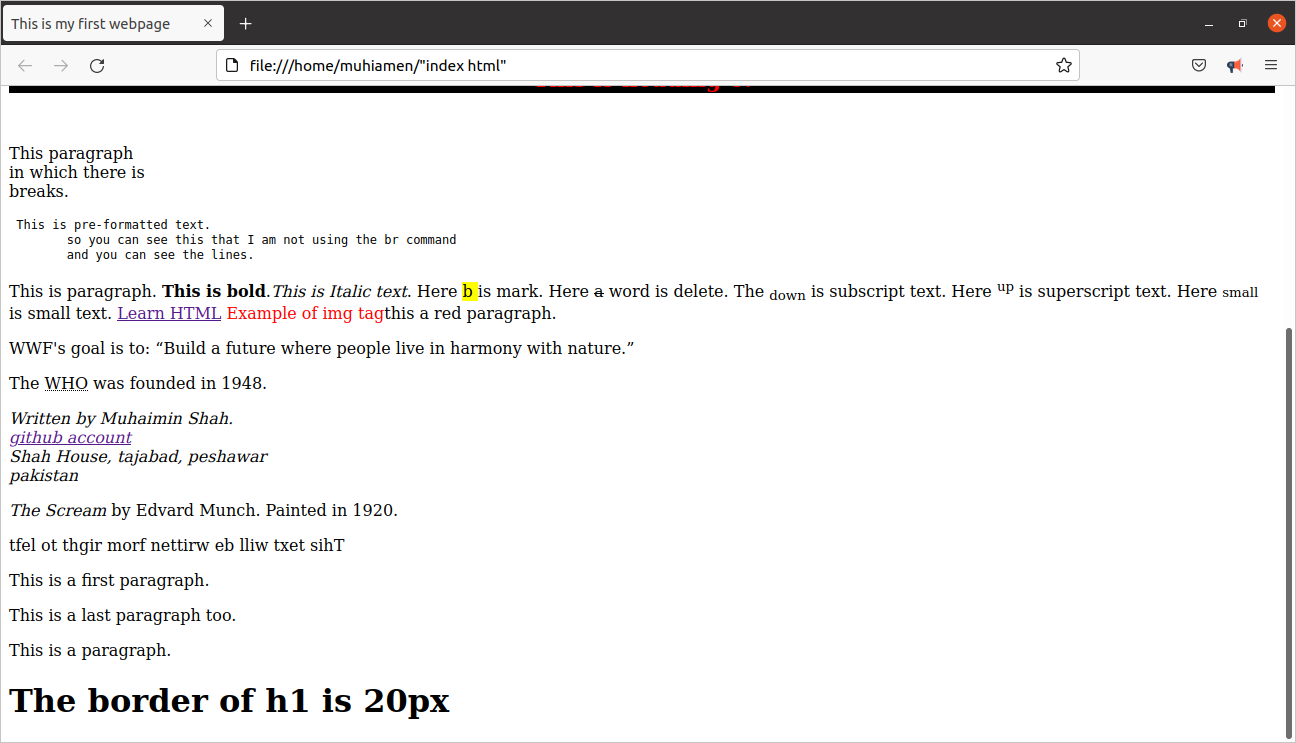 This is my first webpage
file:///home/muhiamen/"index html"
This paragraph
in which there is
breaks.
This is pre-formatted text.
so you can see this that I am not using the br command
and you can see the lines.
This is paragraph. This is bold.This is Italic text. Here b is mark. Here a word is delete. The down is subscript text. Here up is superscript text. Here small
is small text. Learn HTML Example of img tagthis a red paragraph.
WWF's goal is to: “Build a future where people live in harmony with nature.”
The WHO was founded in 1948.
Written by Muhaimin Shah.
github account
Shah House, tajabad, peshawar
pakistan
The Scream by Edvard Munch. Painted in 1920.
tfel ot thgir morf nettirw eb lliw txet sihT
This is a first paragraph.
This is a last paragraph too.
This is a paragraph.
The border of h1 is 20px